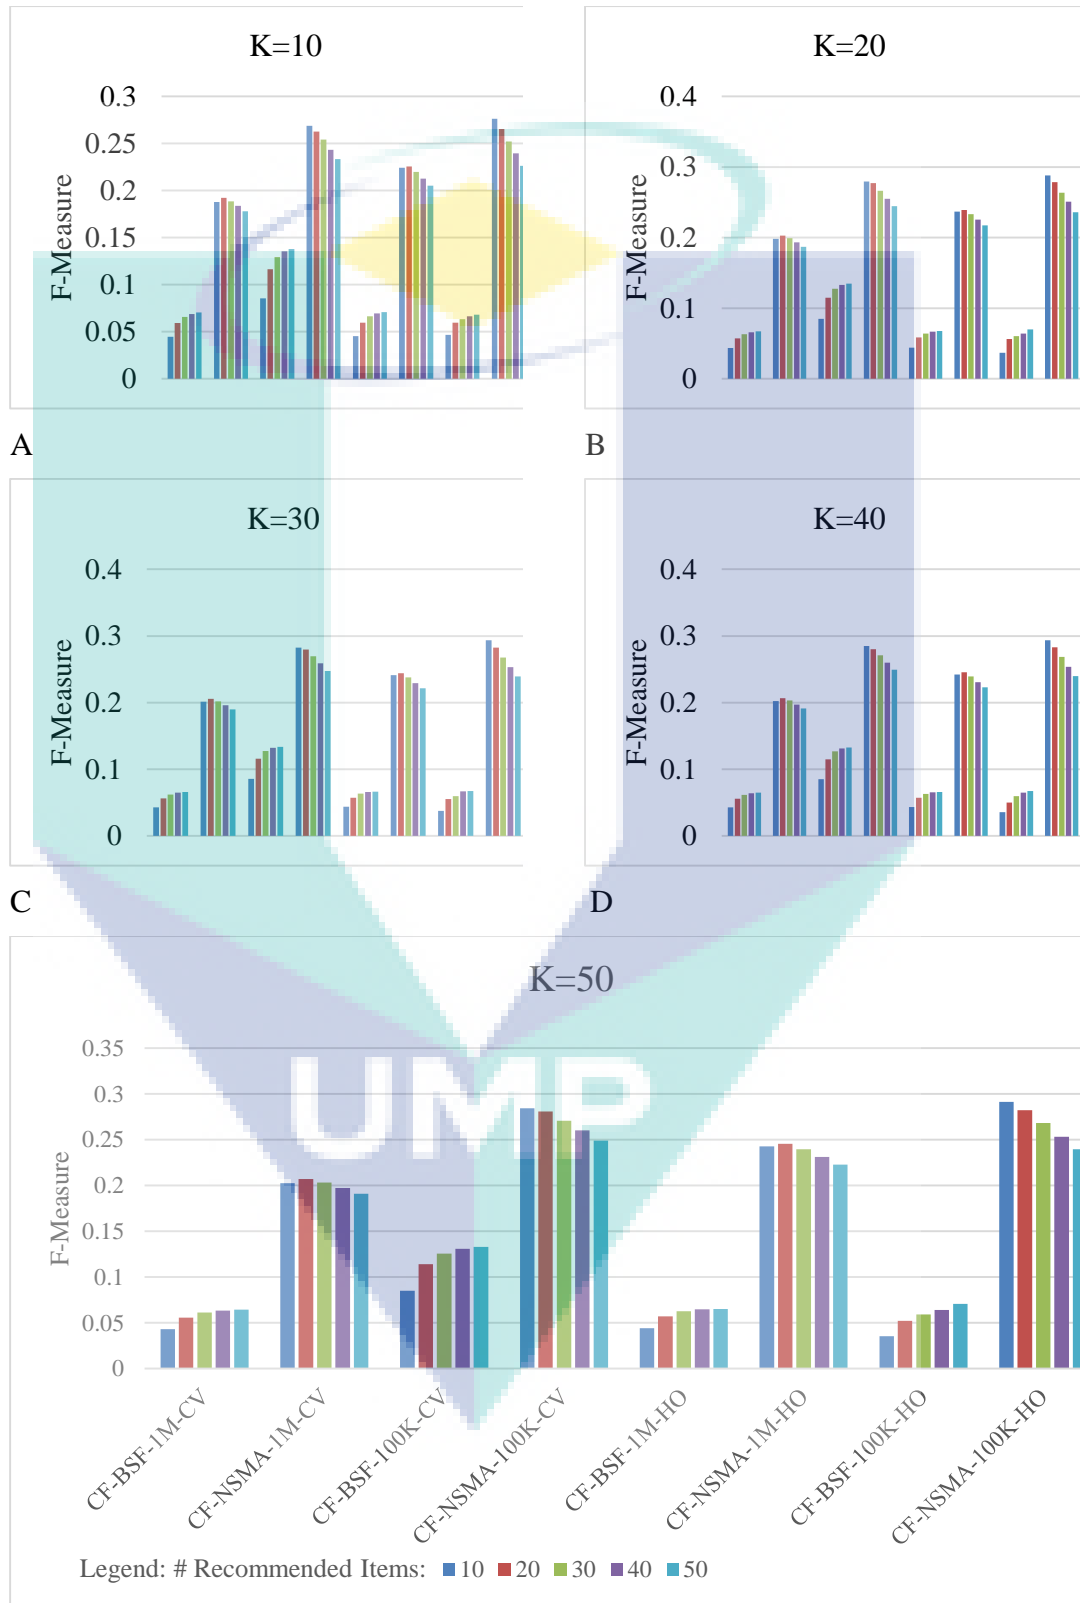 K=10
0.3
0.25
0.2
0.15
0.1
0.05
0
F-Measure
A
K=20
0.4
0.3
0.2
0.1
0
F-Measure
B
K=30
0.4
0.3
0.2
0.1
0
F-Measure
C
K=40
0.4
0.3
0.2
0.1
0
F-Measure
D
K=50
0.35
0.3
0.25
0.2
0.15
0.1
0.05
0
F-Measure
UMP
CF-BSF-1M-CV
CF-NSMA-1M-CV
CF-BSF-100K-CV
CF-NSMA-100K-CV
CF-BSF-1M-HO
CF-NSMA-1M-HO
CF-BSF-100K-HO
CF-NSMA-100K-HO
Legend: # Recommended Items: 10 20 30 40 50